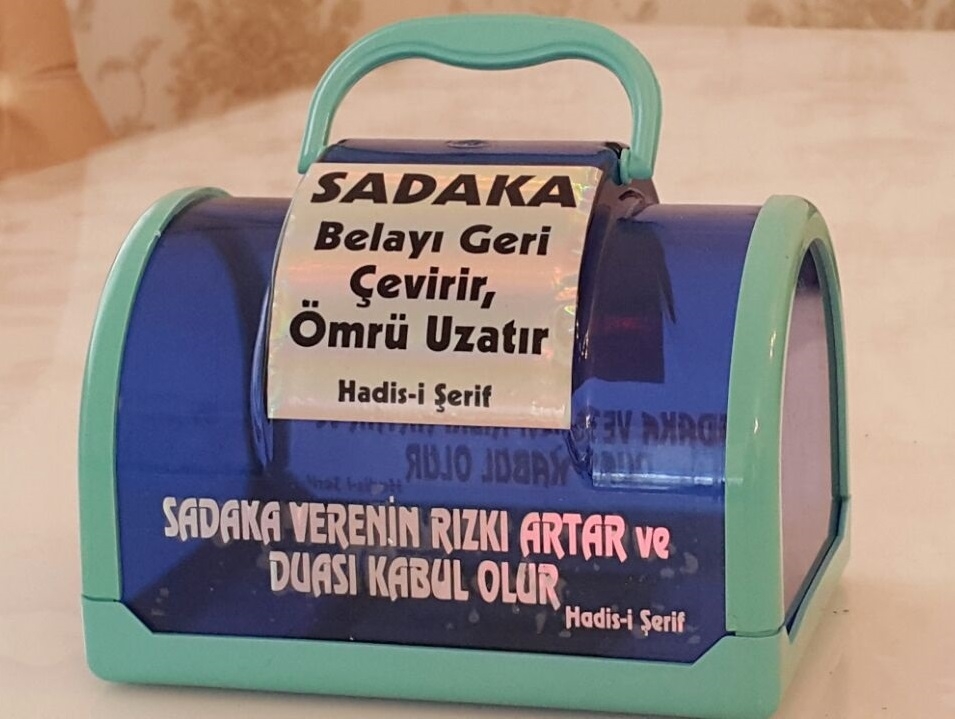 SADAKA
Belayı Geri
Çevirir,
Ömrü Uzatır
Hadis-i Şerif
SADAKA VERENİN RIZKI ARTAR ve
DUASI KABUL OLUR
Hadis-i Şerif